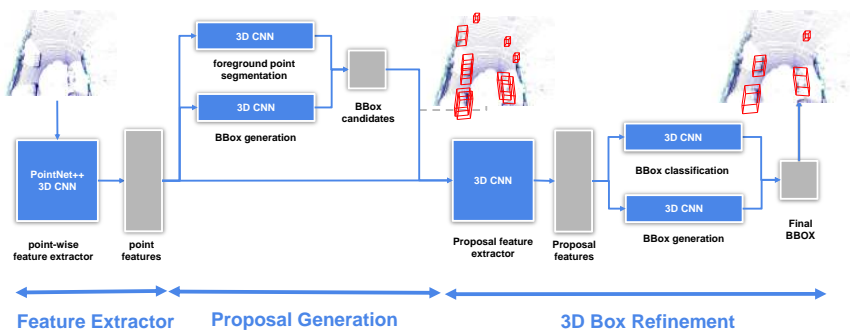 3D CNN
foreground point
segmentation
3D CNN
BBox generation
BBox
candidates
PointNet++
3D CNN
point-wise
feature extractor
point
features
3D CNN
Proposal feature
extractor
Proposal
features
3D CNN
BBox classification
3D CNN
BBox generation
Final
BBOX
Feature Extractor
Proposal Generation
3D Box Refinement